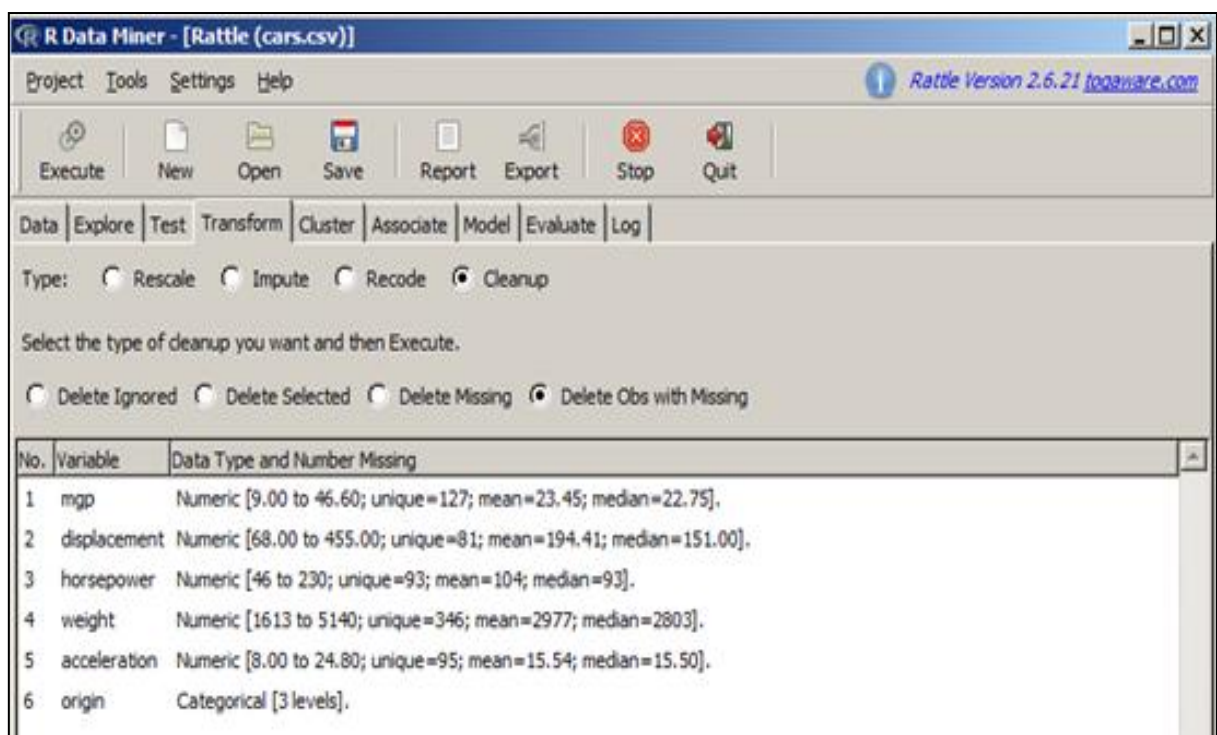 R Data Miner - [Rattle (cars.csv)]
Project Tools Settings Help Rattle Version 2.6.21 togaware.com
Execute New Open Save Report Export Stop Quit
Data Explore Test Transform Cluster Associate Model Evaluate Log
Type: Rescale Impute Recode Cleanup
Select the type of cleanup you want and then Execute.
Delete Ignored Delete Selected Delete Missing Delete Obs with Missing
No. Variable Data Type and Number Missing
1 mgp Numeric [9.00 to 46.60; unique=127; mean=23.45; median=22.75].
2 displacement Numeric [68.00 to 455.00; unique=81; mean=194.41; median=151.00].
3 horsepower Numeric [46 to 230; unique=93; mean=104; median=93].
4 weight Numeric [1613 to 5140; unique=346; mean=2977; median=2803].
5 acceleration Numeric [8.00 to 24.80; unique=95; mean=15.54; median=15.50].
6 origin Categorical [3 levels].